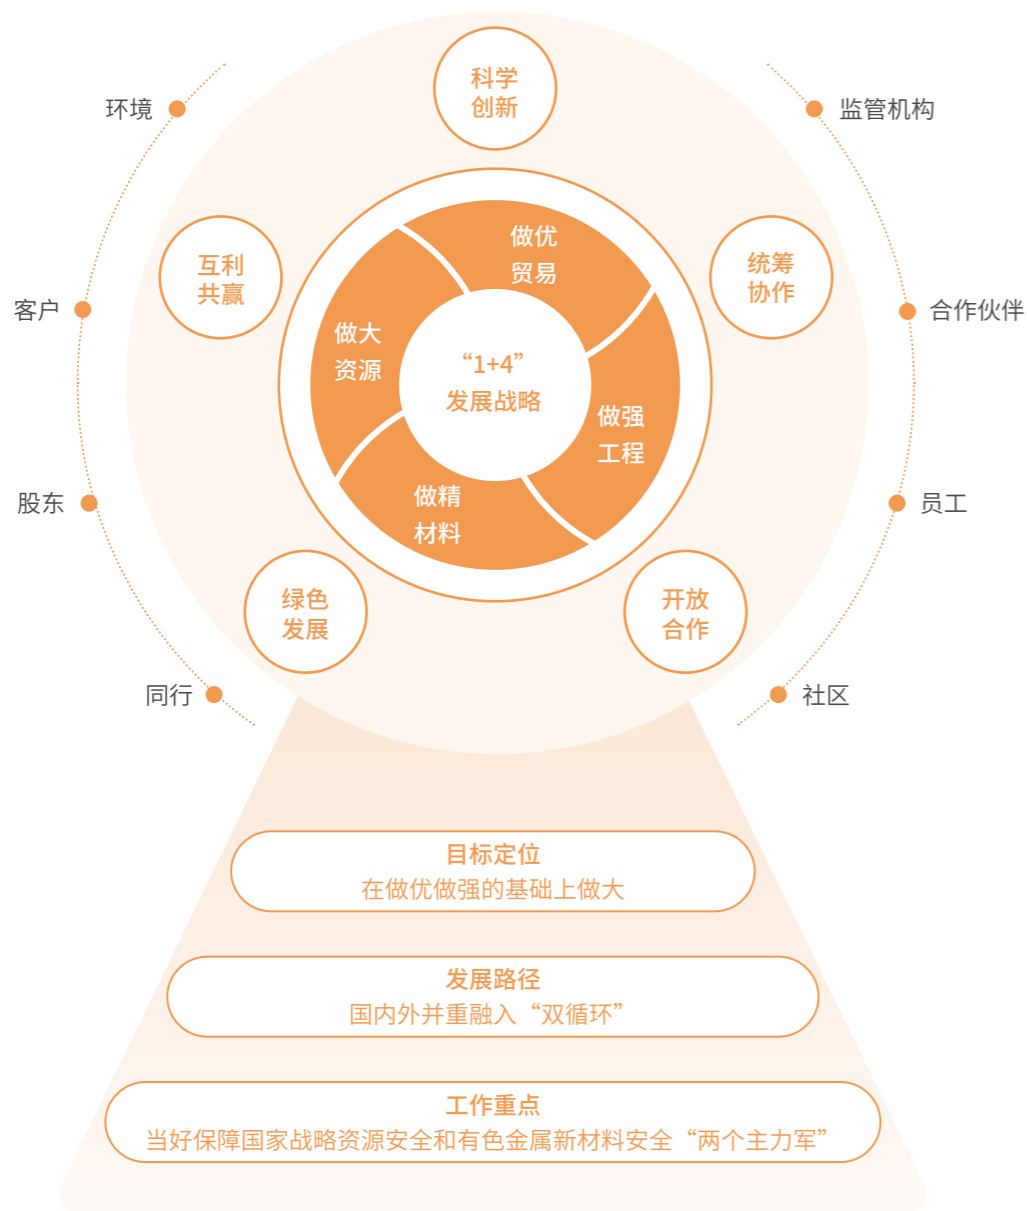 科学
创新
环境
监管机构
互利
共赢
统筹
协作
做优
贸易
客户
合作伙伴
做大
资源
“1+4”
发展战略
做强
工程
股东
员工
做精
材料
绿色
发展
开放
合作
同行
社区
目标定位
在做优做强的基础上做大
发展路径
国内外并重融入“双循环”
工作重点
当好保障国家战略资源安全和有色金属新材料安全“两个主力军”